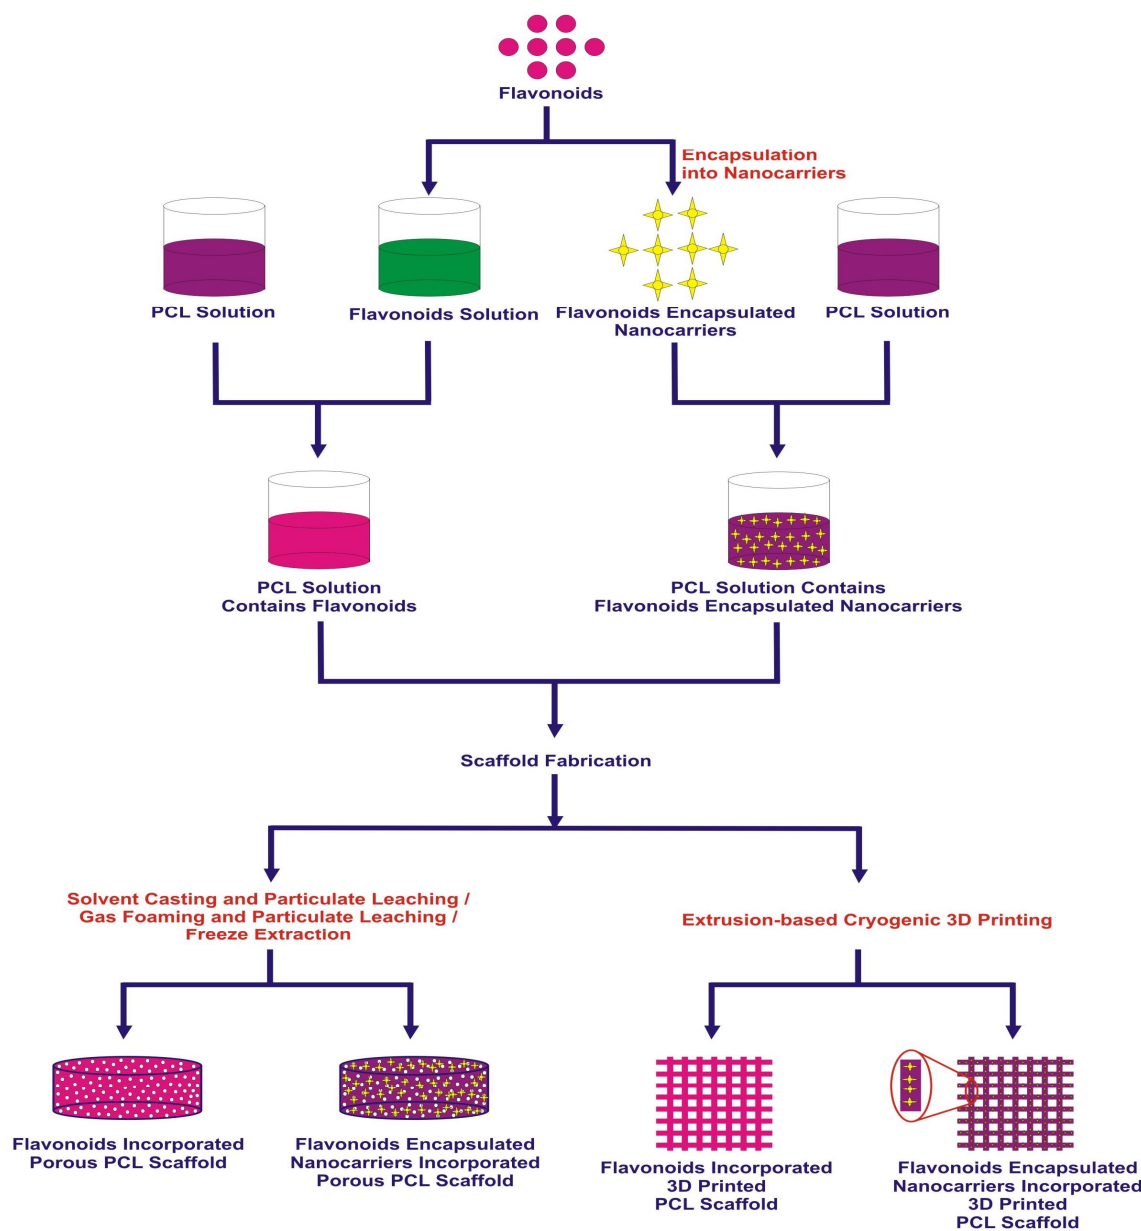 Flavonoids
Encapsulation
into Nanocarriers
PCL Solution
Flavonoids Solution
Flavonoids Encapsulated
Nanocarriers
PCL Solution
PCL Solution
Contains Flavonoids
PCL Solution Contains
Flavonoids Encapsulated Nanocarriers
Scaffold Fabrication
Solvent Casting and Particulate Leaching /
Gas Foaming and Particulate Leaching /
Freeze Extraction
Extrusion-based Cryogenic 3D Printing
Flavonoids Incorporated
Porous PCL Scaffold
Flavonoids Encapsulated
Nanocarriers Incorporated
Porous PCL Scaffold
Flavonoids Incorporated
3D Printed
PCL Scaffold
Flavonoids Encapsulated
Nanocarriers Incorporated
3D Printed
PCL Scaffold